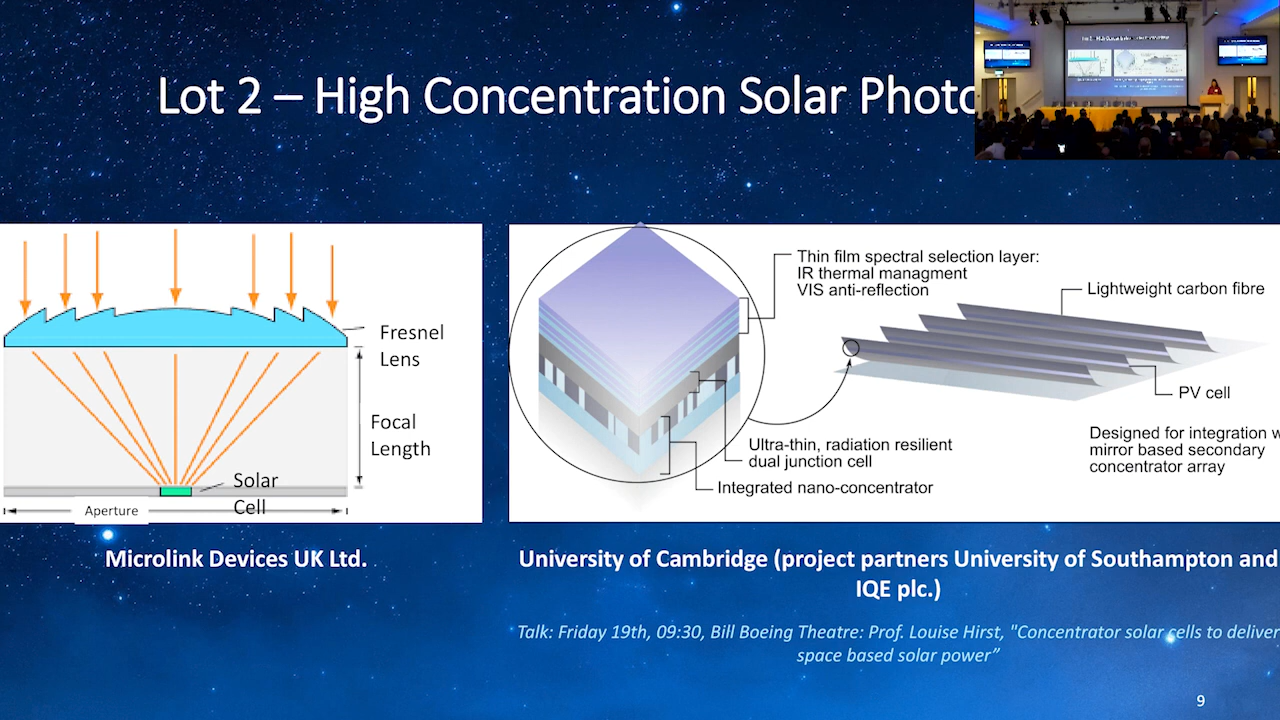 Lot 2 – High Concentration Solar
Fresnel
Lens
Focal
Length
Solar
Cell
Aperture
Thin film spectral selection layer:
IR thermal managment
VIS anti-reflection
Lightweight carbon fibre
PV cell
Ultra-thin, radiation resilient
dual junction cell
Integrated nano-concentrator
Designed for integration
mirror based secondary
concentrator array
Microlink Devices UK Ltd.
University of Cambridge (project partners University of Southampton and
IQE plc.)
Talk: Friday 19th, 09:30, Bill Boeing Theatre: Prof. Louise Hirst, "Concentrator solar cells to deliver
space based solar power”
9